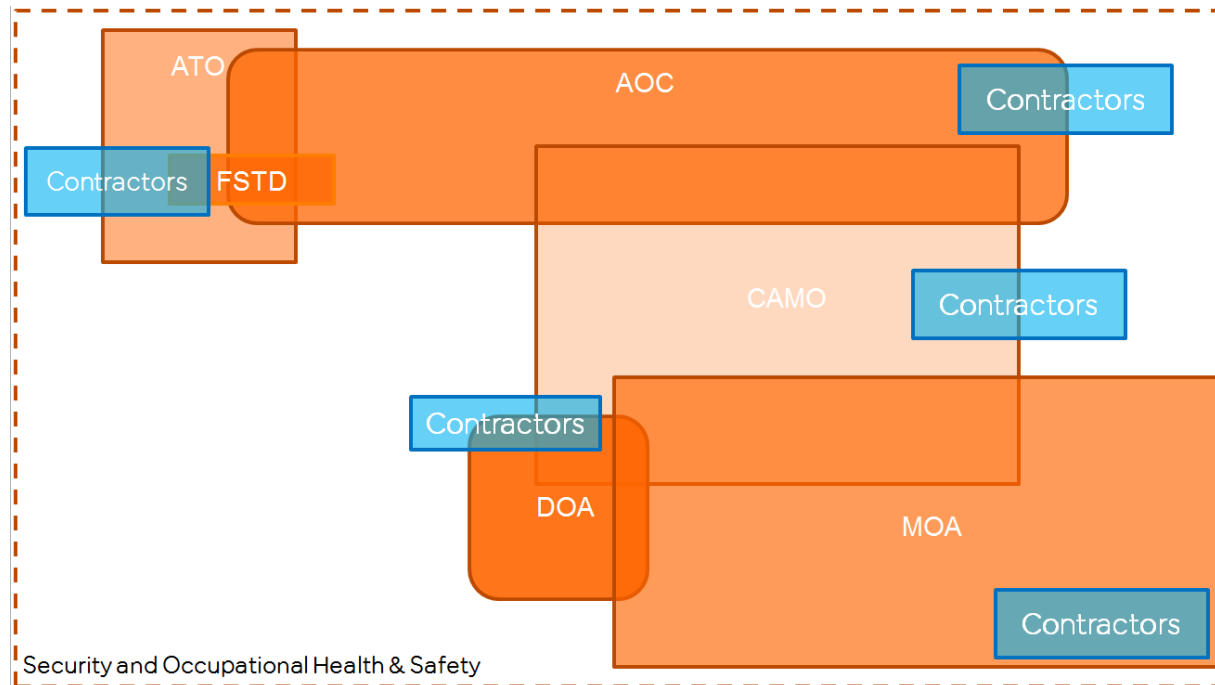 ATO
AOC
Contractors
Contractors
FSTD
CAMO
Contractors
Contractors
DOA
MOA
Contractors
Security and Occupational Health & Safety